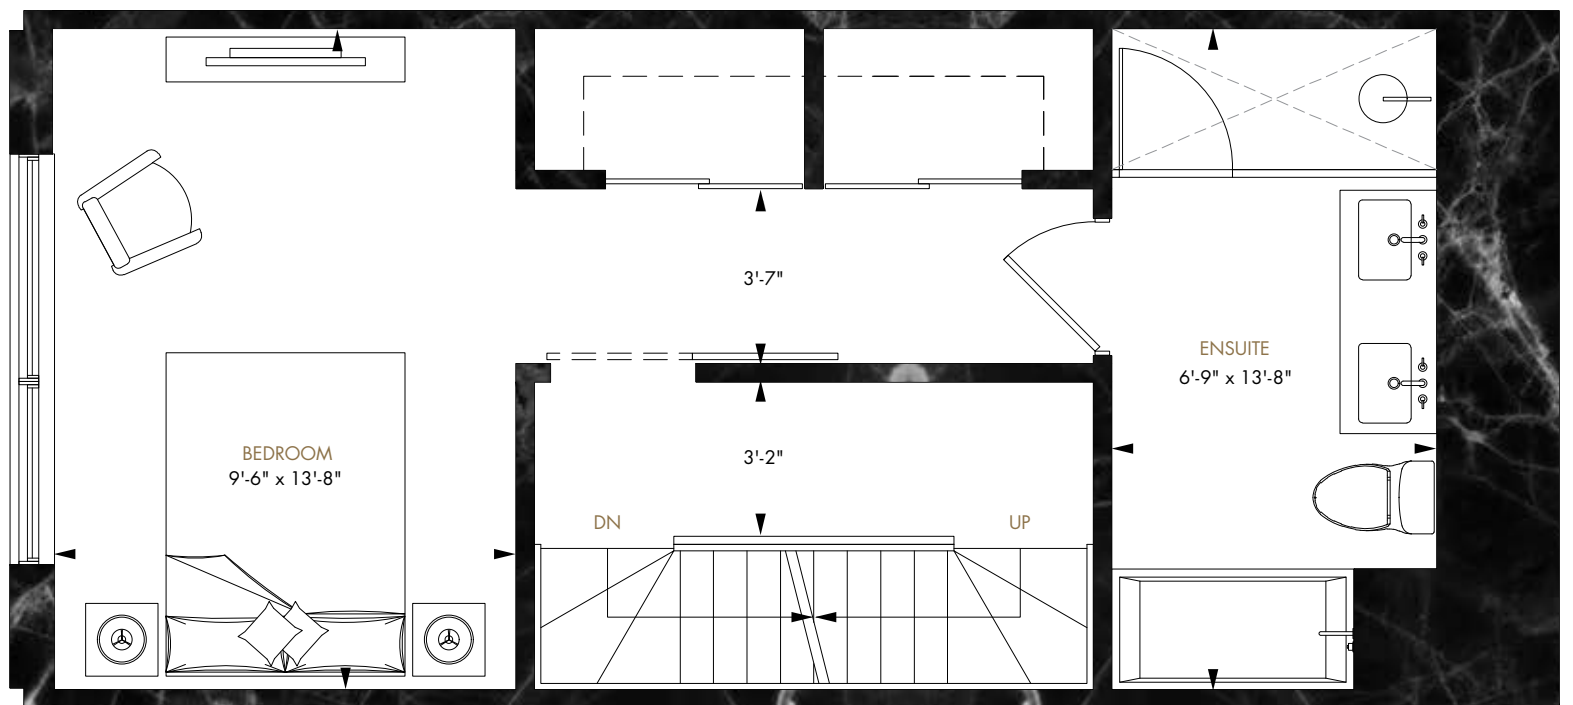 3'-7"
ENSUITE
6'-9" x 13'-8"
BEDROOM
9'-6" x 13'-8"
3'-2"
DN
UP